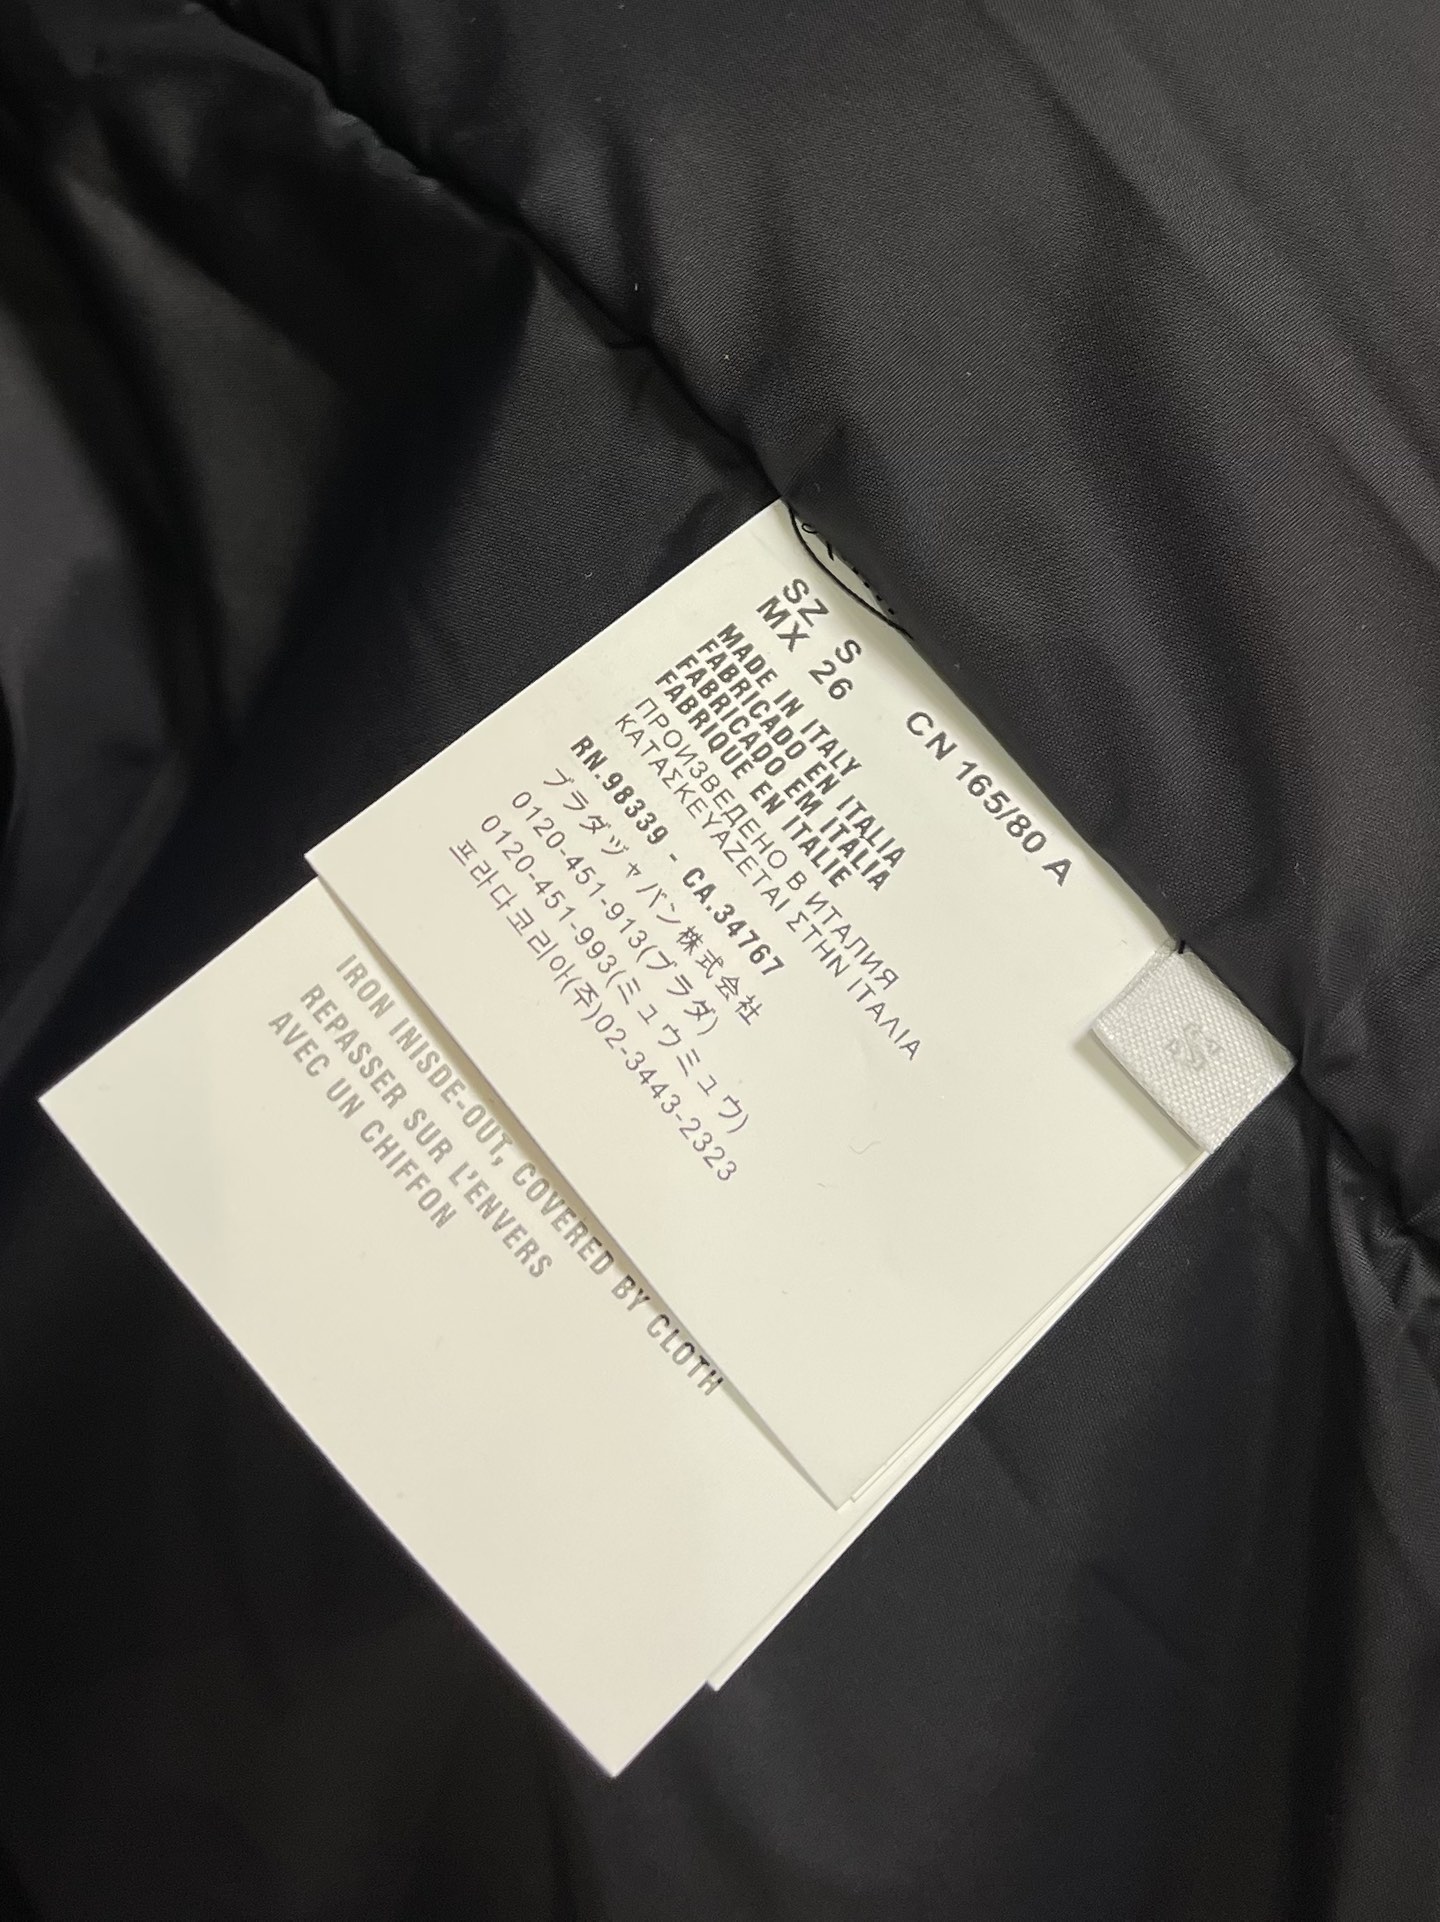 SZ S CN 165/80 A
MX 26
MADE IN ITALY
FABRICADO EN ITALIA
FABRICADO EM ITALIA
FABRIQUE EN ITALIE
ПРОИЗВЕДЕНО В ИТАЛИЯ
ΚΑΤΑΣΚΕΥΑΖΕΤΑΙ ΣΤΗΝ ΙΤΑΛΙΑ
RN.98339 - CA.34767
プラダジャパン株式会社
0120-451-913(プラダ)
0120-451-993(ミュウミュウ)
프라다코리아(주)02-3443-2323
IRON INISDE-OUT, COVERED BY CLOTH
REPASSER SUR L'ENVERS
AVEC UN CHIFFON
S